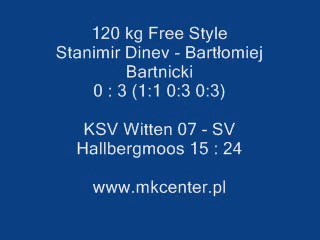 120 kg Free Style
Stanimir Dinev - Bartłomiej
Bartnicki
0 : 3 (1:1 0:3 0:3)
KSV Witten 07 - SV
Hallbergmoos 15 : 24
www.mkcenter.pl